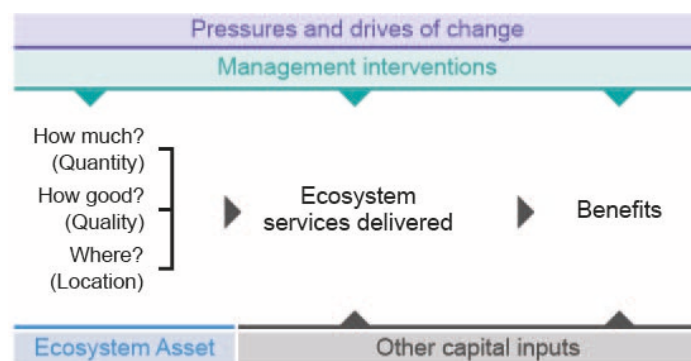 Pressures and drives of change
Management interventions
How much?
(Quantity)
How good?
(Quality)
Where?
(Location)
Ecosystem
services delivered
Benefits
Ecosystem Asset
Other capital inputs